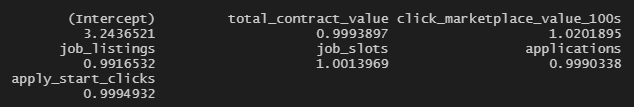 (Intercept) total_contract_value click_marketplace_value_100s
3.2436521 0.9993897 1.0201895
job_listings job_slots applications
0.9916532 1.0013969 0.9990338
apply_start_clicks
0.9994932